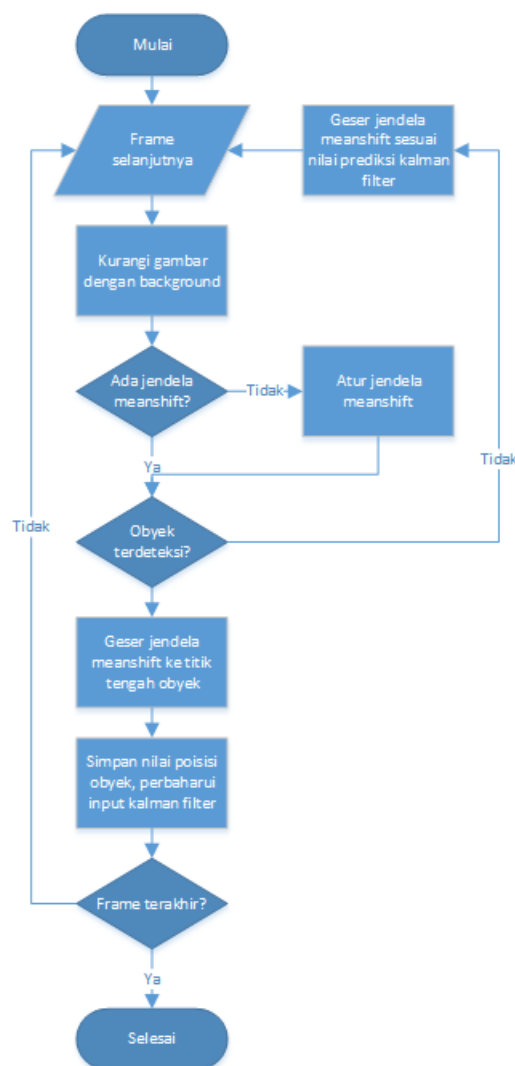 Mulai
Frame
selanjutnya
Geser jendela
meanshift sesuai
nilai prediksi kalman
filter
Kurangi gambar
dengan background
Ada jendela
meanshift?
Tidak
Atur jendela
meanshift
Ya
Tidak
Obyek
terdeteksi?
Tidak
Geser jendela
meanshift ke titik
tengah obyek
Simpan nilai poisisi
obyek, perbaharui
input kalman filter
Frame terakhir?
Ya
Selesai